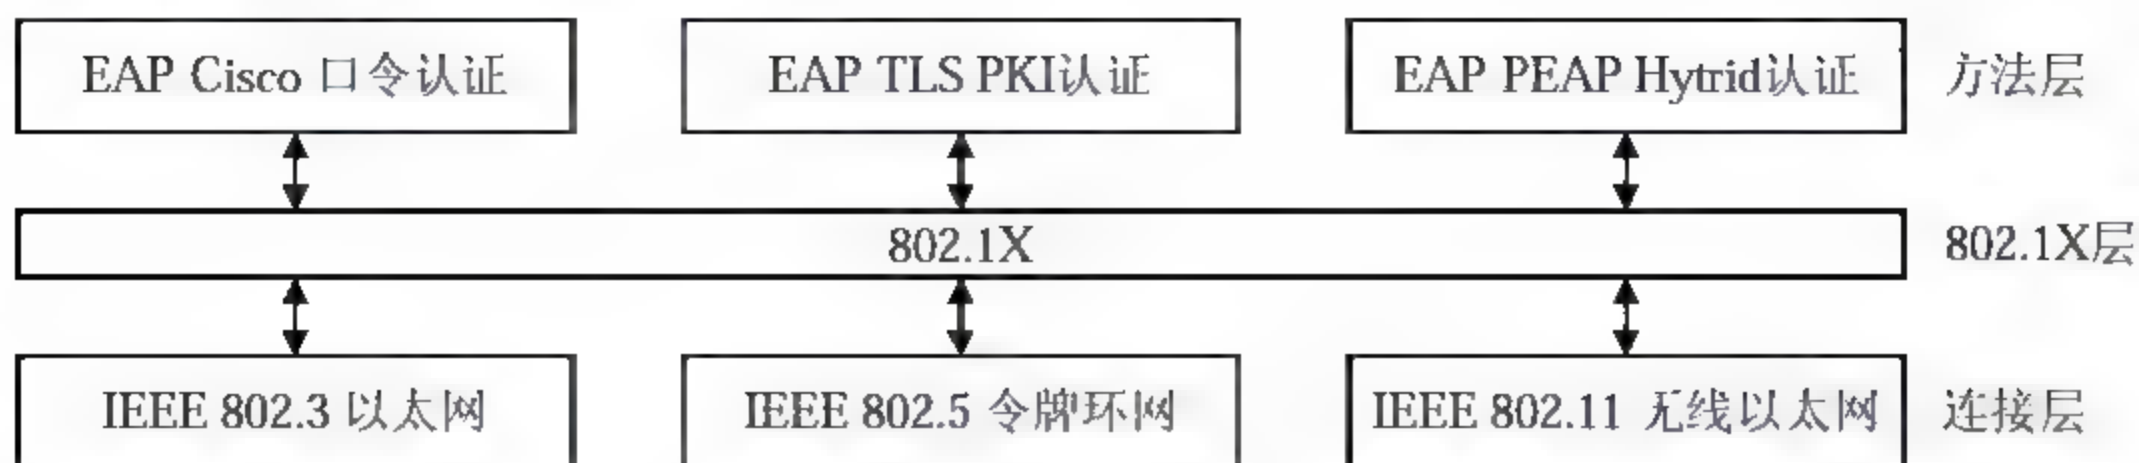 EAP Cisco 口令认证 EAP TLS PKI认证 EAP PEAP Hytrid认证 方法层
802.1X 802.1X层
IEEE 802.3 以太网 IEEE 802.5 令牌环网 IEEE 802.11 无线以太网 连接层